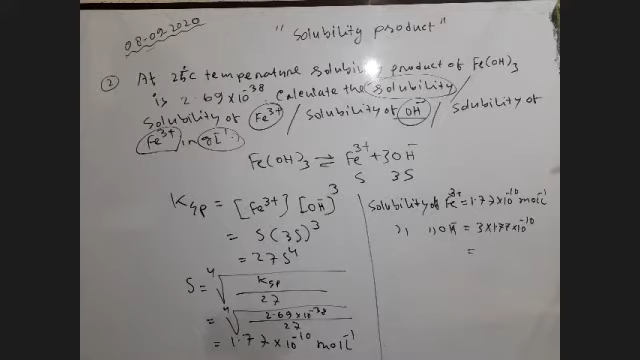 08-09-2020
"Solubility product"
② At 25°C temperature solubility product of Fe(OH)₃
is 2.69×10⁻³⁸. Calculate the solubility /
solubility of Fe³⁺ / solubility of OH⁻ / solubility of
Fe³⁺ in gL⁻¹.
Fe(OH)₃ ⇌ Fe³⁺ + 3OH⁻
S 3S
Ksp = [Fe³⁺] [OH⁻]³
= S(3S)³
= 27S⁴
S = ⁴√(Ksp / 27)
= ⁴√(2.69×10⁻³⁸ / 27)
= 1.77×10⁻¹⁰ mol L⁻¹
Solubility of Fe³⁺ = 1.77×10⁻¹⁰ mol L⁻¹
,, ,, OH⁻ = 3×1.77×10⁻¹⁰
=